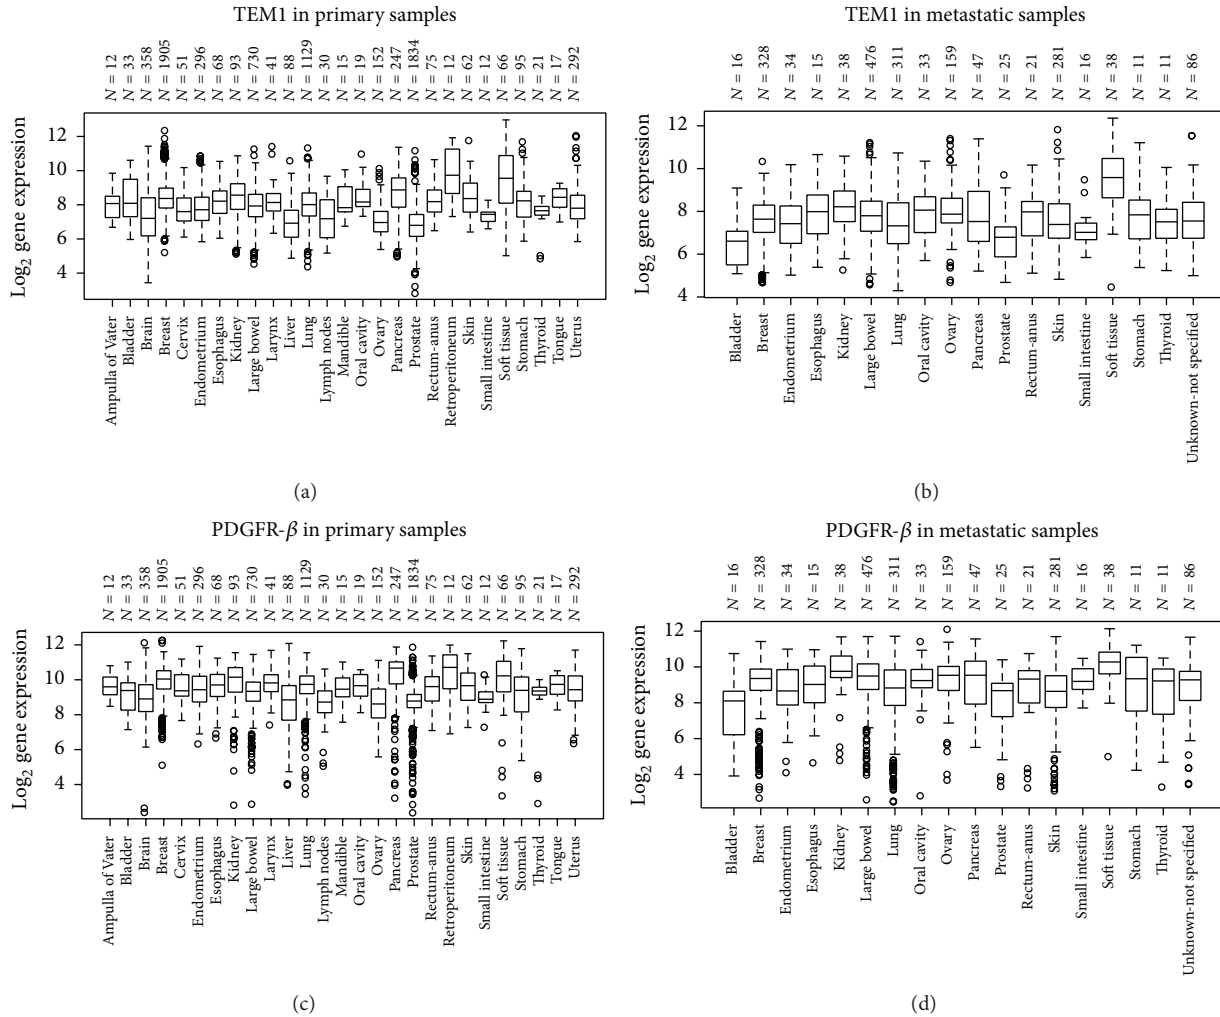 TEM1 in primary samples
N = 12
N = 33
N = 358
N = 1905
N = 51
N = 296
N = 68
N = 93
N = 730
N = 41
N = 88
N = 1129
N = 30
N = 15
N = 19
N = 152
N = 247
N = 1834
N = 75
N = 12
N = 62
N = 12
N = 66
N = 95
N = 21
N = 17
N = 292
Log2 gene expression
12
10
8
6
4
Ampulla of Vater
Bladder
Brain
Breast
Cervix
Endometrium
Esophagus
Kidney
Large bowel
Larynx
Liver
Lung
Lymph nodes
Mandible
Oral cavity
Ovary
Pancreas
Prostate
Rectum-anus
Retroperitoneum
Skin
Small intestine
Soft tissue
Stomach
Thyroid
Tongue
Uterus
(a)
TEM1 in metastatic samples
N = 16
N = 328
N = 34
N = 15
N = 38
N = 476
N = 311
N = 33
N = 159
N = 47
N = 25
N = 21
N = 281
N = 16
N = 38
N = 11
N = 11
N = 86
Log2 gene expression
12
10
8
6
4
Bladder
Breast
Endometrium
Esophagus
Kidney
Large bowel
Lung
Oral cavity
Ovary
Pancreas
Prostate
Rectum-anus
Skin
Small intestine
Soft tissue
Stomach
Thyroid
Unknown-not specified
(b)
PDGFR-β in primary samples
N = 12
N = 33
N = 358
N = 1905
N = 51
N = 296
N = 68
N = 93
N = 730
N = 41
N = 88
N = 1129
N = 30
N = 15
N = 19
N = 152
N = 247
N = 1834
N = 75
N = 12
N = 62
N = 12
N = 66
N = 95
N = 21
N = 17
N = 292
Log2 gene expression
12
10
8
6
4
Ampulla of Vater
Bladder
Brain
Breast
Cervix
Endometrium
Esophagus
Kidney
Large bowel
Larynx
Liver
Lung
Lymph nodes
Mandible
Oral cavity
Ovary
Pancreas
Prostate
Rectum-anus
Retroperitoneum
Skin
Small intestine
Soft tissue
Stomach
Thyroid
Tongue
Uterus
(c)
PDGFR-β in metastatic samples
N = 16
N = 328
N = 34
N = 15
N = 38
N = 476
N = 311
N = 33
N = 159
N = 47
N = 25
N = 21
N = 281
N = 16
N = 38
N = 11
N = 11
N = 86
Log2 gene expression
12
10
8
6
4
Bladder
Breast
Endometrium
Esophagus
Kidney
Large bowel
Lung
Oral cavity
Ovary
Pancreas
Prostate
Rectum-anus
Skin
Small intestine
Soft tissue
Stomach
Thyroid
Unknown-not specified
(d)